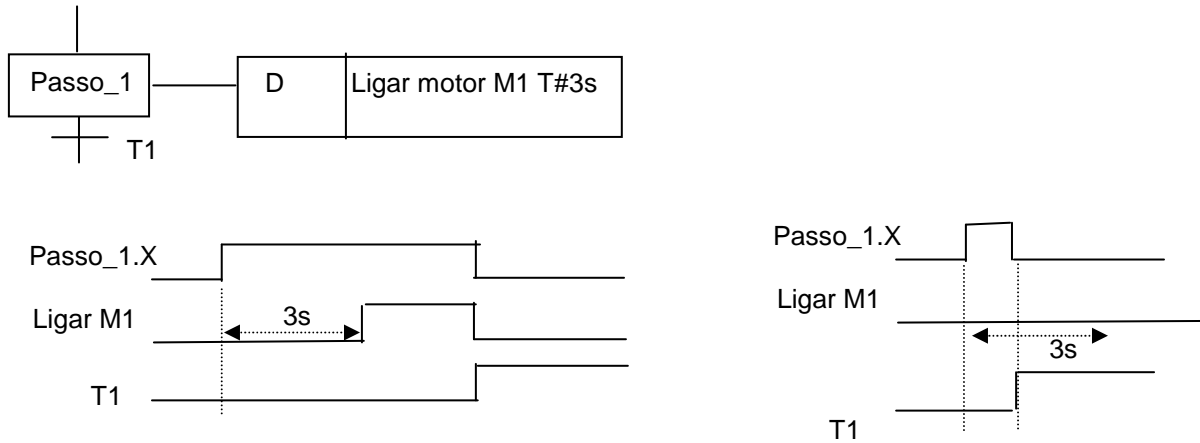 Passo_1
D
Ligar motor M1 T#3s
T1
Passo_1.X
Ligar M1
3s
T1
Passo_1.X
Ligar M1
3s
T1